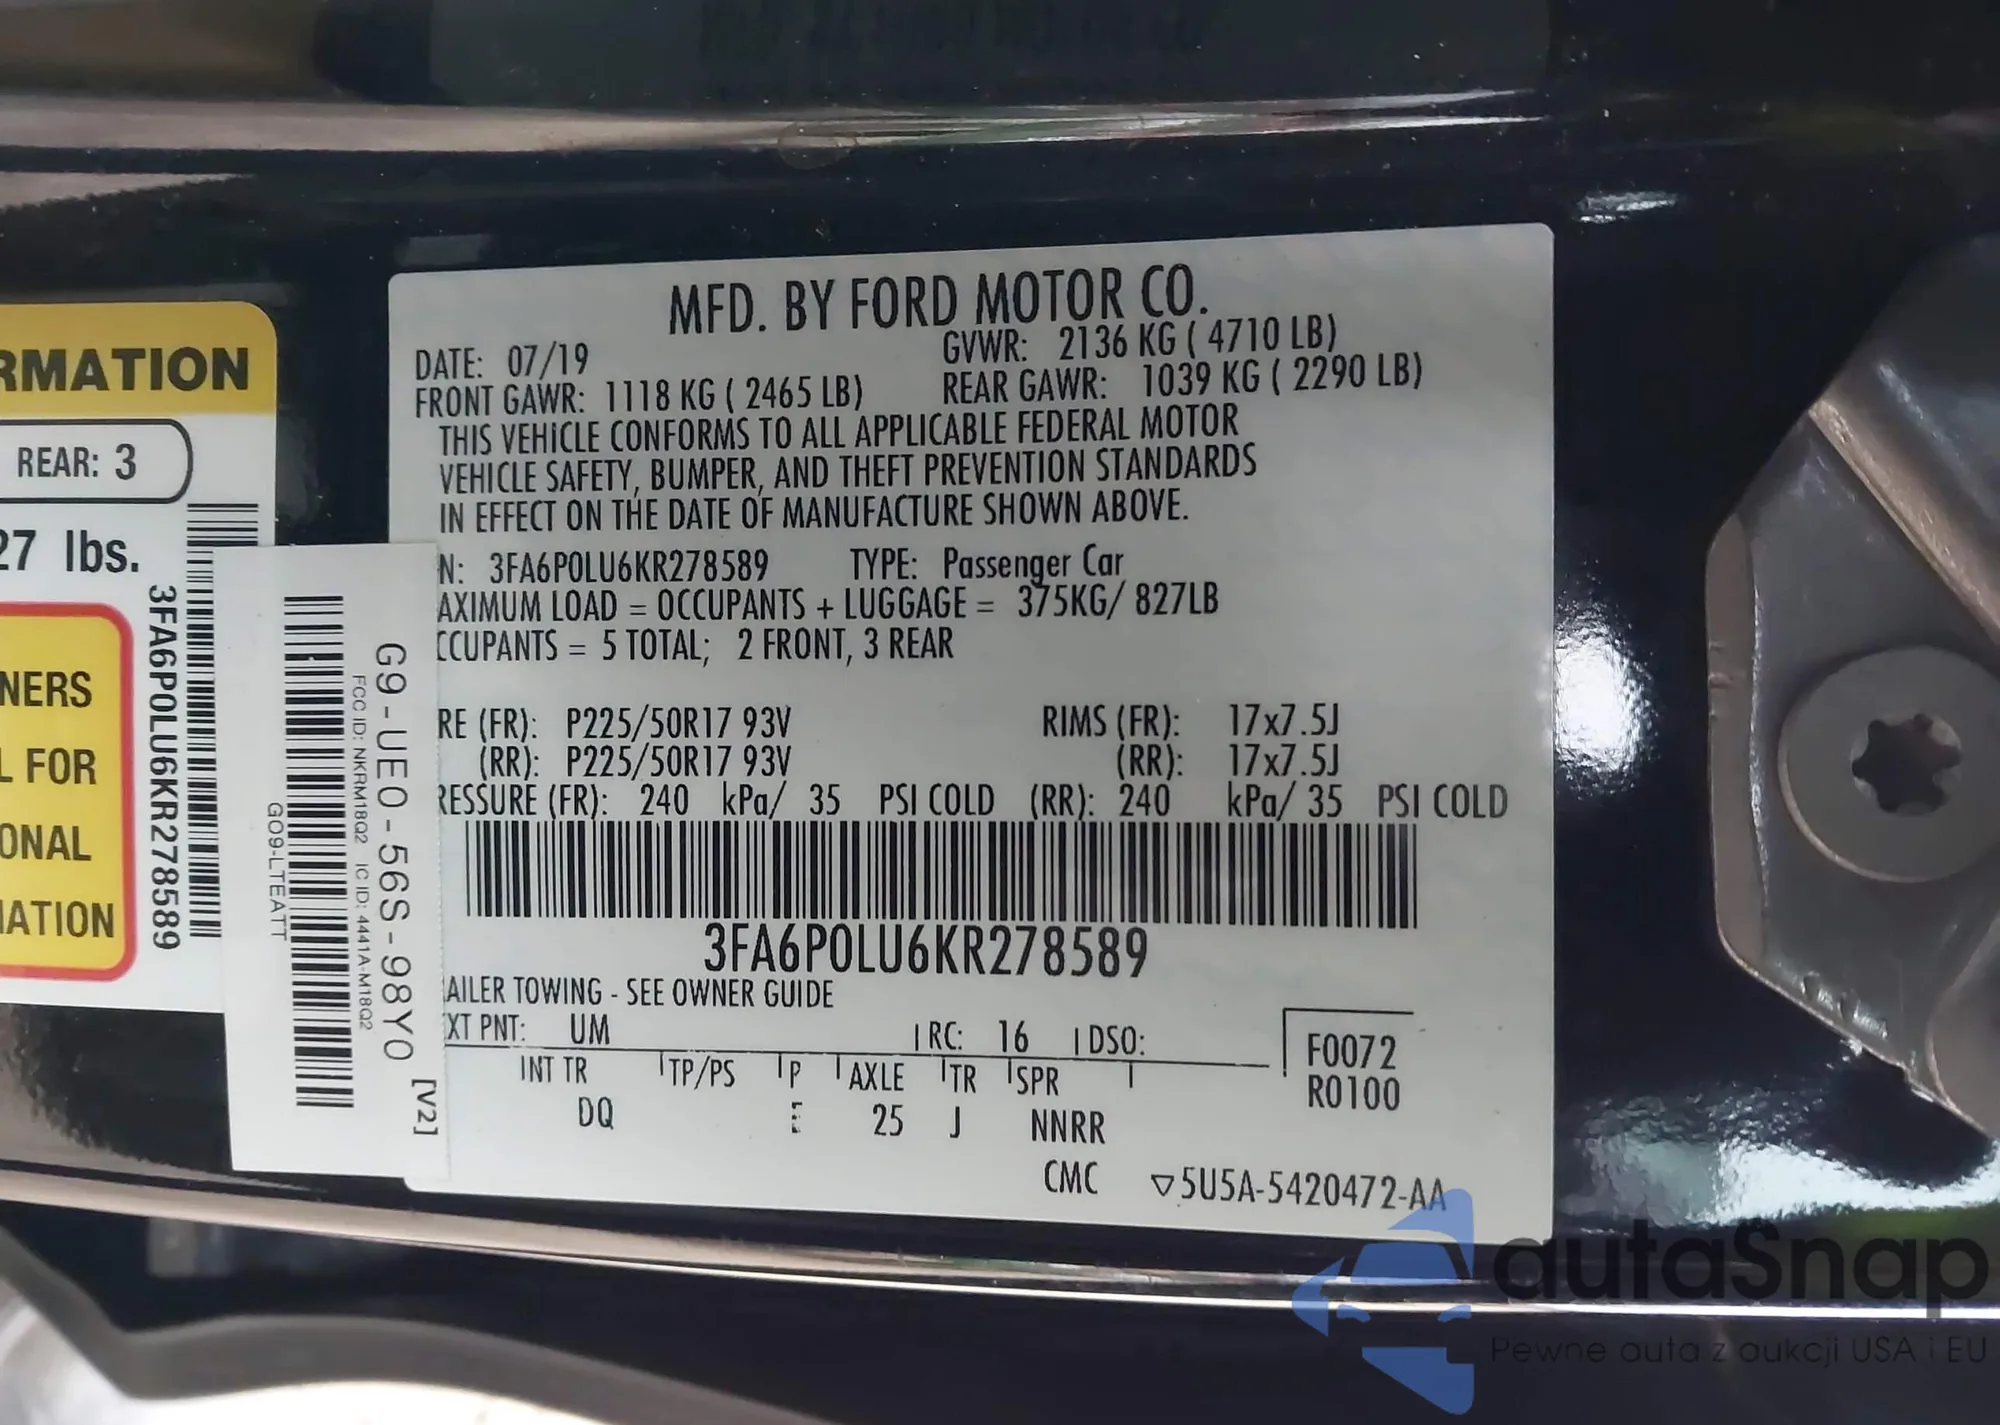 MFD. BY FORD MOTOR CO.
DATE: 07/19 GVWR: 2136 KG ( 4710 LB)
FRONT GAWR: 1118 KG ( 2465 LB) REAR GAWR: 1039 KG ( 2290 LB)
THIS VEHICLE CONFORMS TO ALL APPLICABLE FEDERAL MOTOR
VEHICLE SAFETY, BUMPER, AND THEFT PREVENTION STANDARDS
IN EFFECT ON THE DATE OF MANUFACTURE SHOWN ABOVE.
N: 3FA6P0LU6KR278589 TYPE: Passenger Car
AXIMUM LOAD = OCCUPANTS + LUGGAGE = 375KG/ 827LB
CCUPANTS = 5 TOTAL; 2 FRONT, 3 REAR
RE (FR): P225/50R17 93V RIMS (FR): 17x7.5J
(RR): P225/50R17 93V (RR): 17x7.5J
RESSURE (FR): 240 kPa/ 35 PSI COLD (RR): 240 kPa/ 35 PSI COLD
3FA6P0LU6KR278589
AILER TOWING - SEE OWNER GUIDE
XT PNT: UM RC: 16 DSO:
F0072
R0100
INT TR TP/PS P AXLE TR SPR
DQ E 25 J NNRR
CMC ▽5U5A-5420472-AA
RMATION
REAR: 3
27 lbs.
NERS
L FOR
ONAL
MATION
3FA6P0LU6KR278589
G9-UE0-56S-98Y0 [V2]
FCC ID: NKRM18Q2 IC ID: 4441A-M18Q2
GO9-LTEATT
autaSnap
Pewne auta z aukcji USA i EU